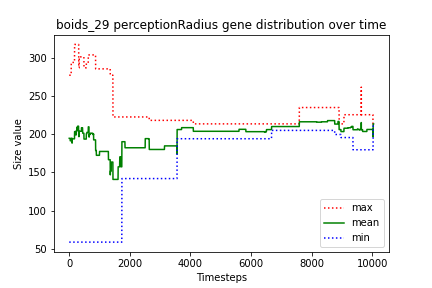 boids_29 perceptionRadius gene distribution over time
Size value
300
250
200
150
100
50
0
2000
4000
6000
8000
10000
Timesteps
max
mean
min